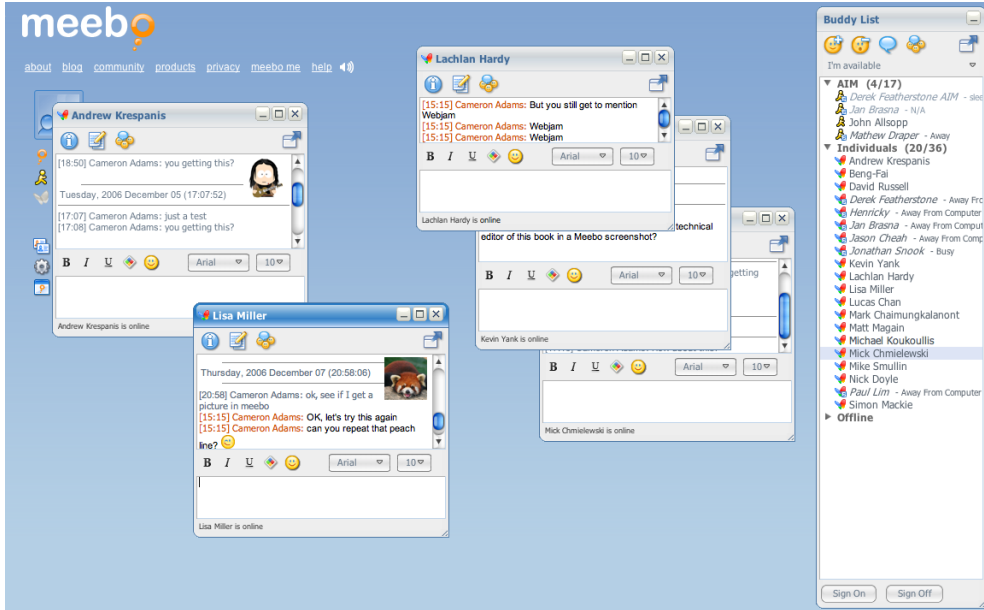 meebo
about blog community products privacy meebo me help
Andrew Krespanis
[18:50] Cameron Adams: you getting this?
Tuesday, 2006 December 05 (17:07:52)
[17:07] Cameron Adams: just a test
[17:08] Cameron Adams: you getting this?
B I U Arial 10
Andrew Krespanis is online
Lachlan Hardy
[15:15] Cameron Adams: But you still get to mention
Webjam
[15:15] Cameron Adams: Webjam
[15:15] Cameron Adams: Webjam
B I U Arial 10
Lachlan Hardy is online
technical
editor of this book in a Meebo screenshot?
B I U Arial 10
Kevin Yank is online
getting
B I U Arial 10
Mick Chmielewski is online
Lisa Miller
Thursday, 2006 December 07 (20:58:06)
[20:58] Cameron Adams: ok, see if I get a
picture in meebo
[15:15] Cameron Adams: OK, let's try this again
[15:15] Cameron Adams: can you repeat that peach
line?
B I U Arial 10
Lisa Miller is online
Buddy List
I'm available
AIM (4/17)
Derek Featherstone AIM - slee
Jan Brasna - N/A
John Allsopp
Mathew Draper - Away
Individuals (20/36)
Andrew Krespanis
Beng-Fai
David Russell
Derek Featherstone - Away Fro
Henricky - Away From Computer
Jan Brasna - Away From Comput
Jason Cheah - Away From Comp
Jonathan Snook - Busy
Kevin Yank
Lachlan Hardy
Lisa Miller
Lucas Chan
Mark Chaimungkalanont
Matt Magain
Michael Koukoullis
Mick Chmielewski
Mike Smullin
Nick Doyle
Paul Lim - Away From Computer
Simon Mackie
Offline
Sign On Sign Off